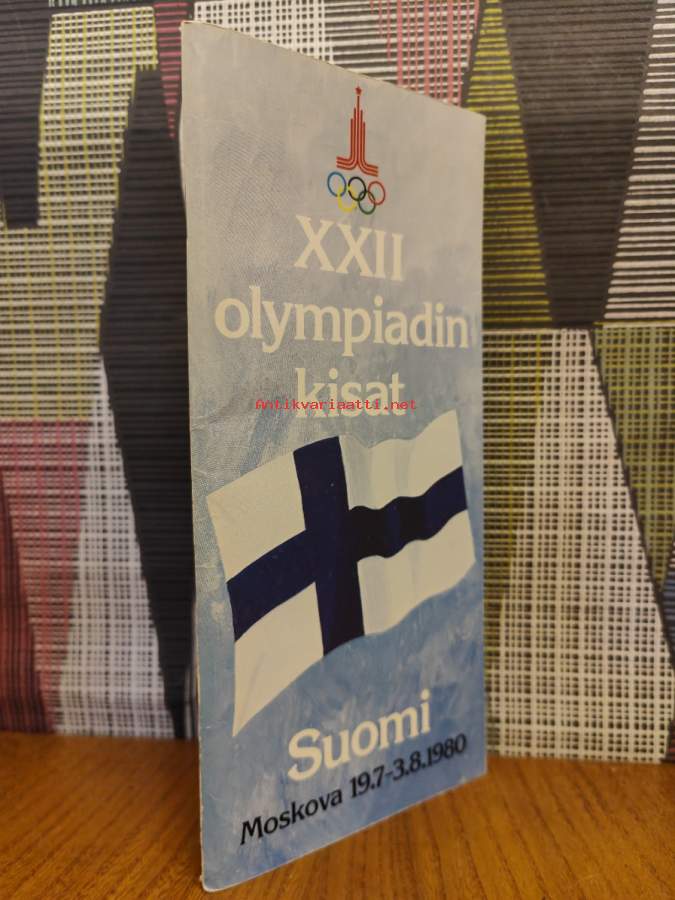 XXII
olympiadin
kisat
Antikvariaatti.net
Suomi
Moskova 19.7-3.8.1980